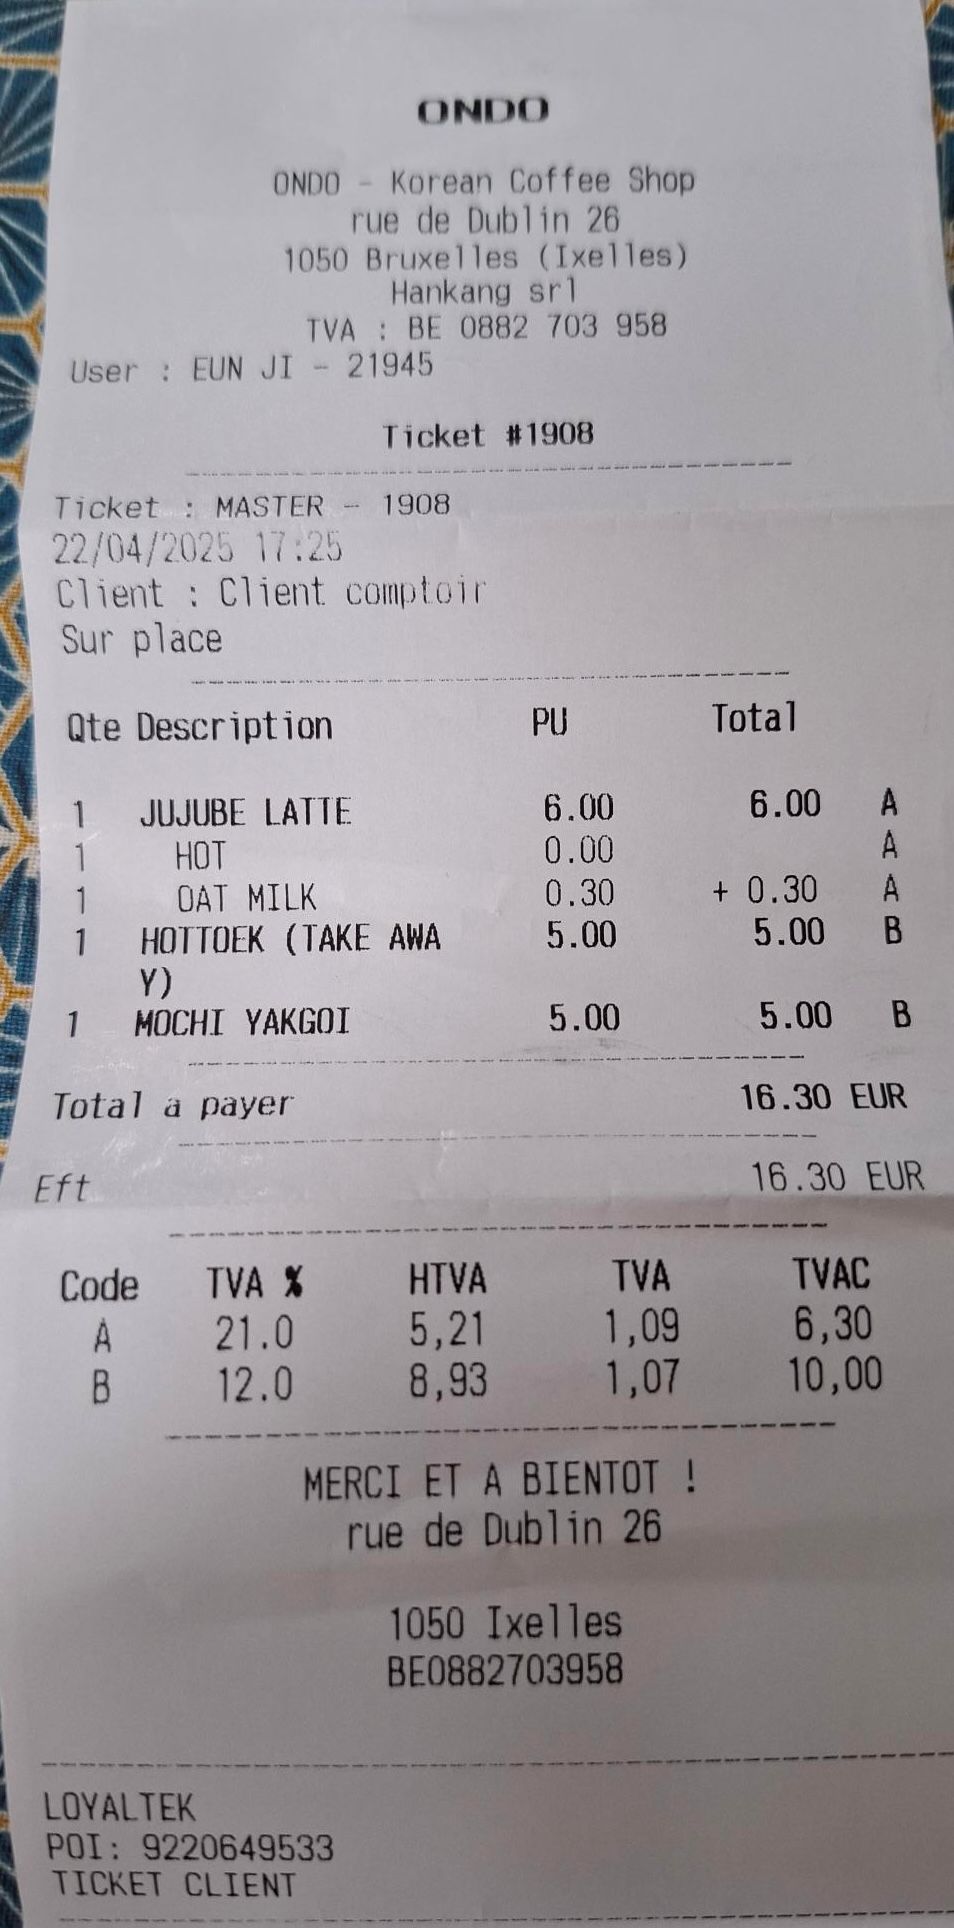 ONDO
ONDO - Korean Coffee Shop
rue de Dublin 26
1050 Bruxelles (Ixelles)
Hankang srl
TVA : BE 0882 703 958
User : EUN JI - 21945
Ticket #1908
Ticket : MASTER - 1908
22/04/2025 17:25
Client : Client comptoir
Sur place
Qte Description PU Total
1 JUJUBE LATTE 6.00 6.00 A
1 HOT 0.00 A
1 OAT MILK 0.30 + 0.30 A
1 HOTTOEK (TAKE AWA 5.00 5.00 B
Y)
1 MOCHI YAKGOI 5.00 5.00 B
Total a payer 16.30 EUR
Eft 16.30 EUR
Code TVA % HTVA TVA TVAC
A 21.0 5,21 1,09 6,30
B 12.0 8,93 1,07 10,00
MERCI ET A BIENTOT !
rue de Dublin 26
1050 Ixelles
BE0882703958
LOYALTEK
POI: 9220649533
TICKET CLIENT